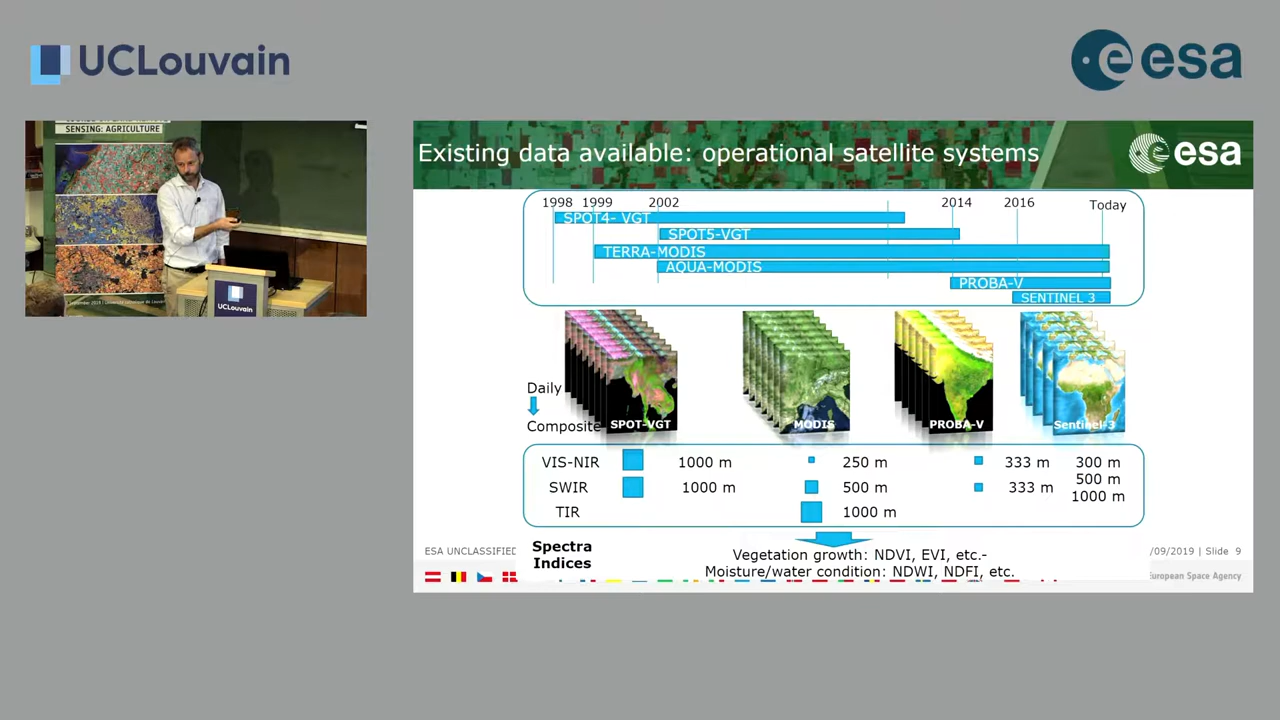 UCLouvain
esa
SENSING: AGRICULTURE
UCLouvain
Existing data available: operational satellite systems
esa
1998 1999 2002 2014 2016 Today
SPOT4- VGT
SPOT5-VGT
TERRA-MODIS
AQUA-MODIS
PROBA-V
SENTINEL 3
Daily
Composite
SPOT-VGT
MODIS
PROBA-V
Sentinel-3
VIS-NIR 1000 m 250 m 333 m 300 m
SWIR 1000 m 500 m 333 m 500 m
1000 m
TIR 1000 m
Spectra
Indices
Vegetation growth: NDVI, EVI, etc.-
Moisture/water condition: NDWI, NDFI, etc.
ESA UNCLASSIFIED
/09/2019 | Slide 9
European Space Agency